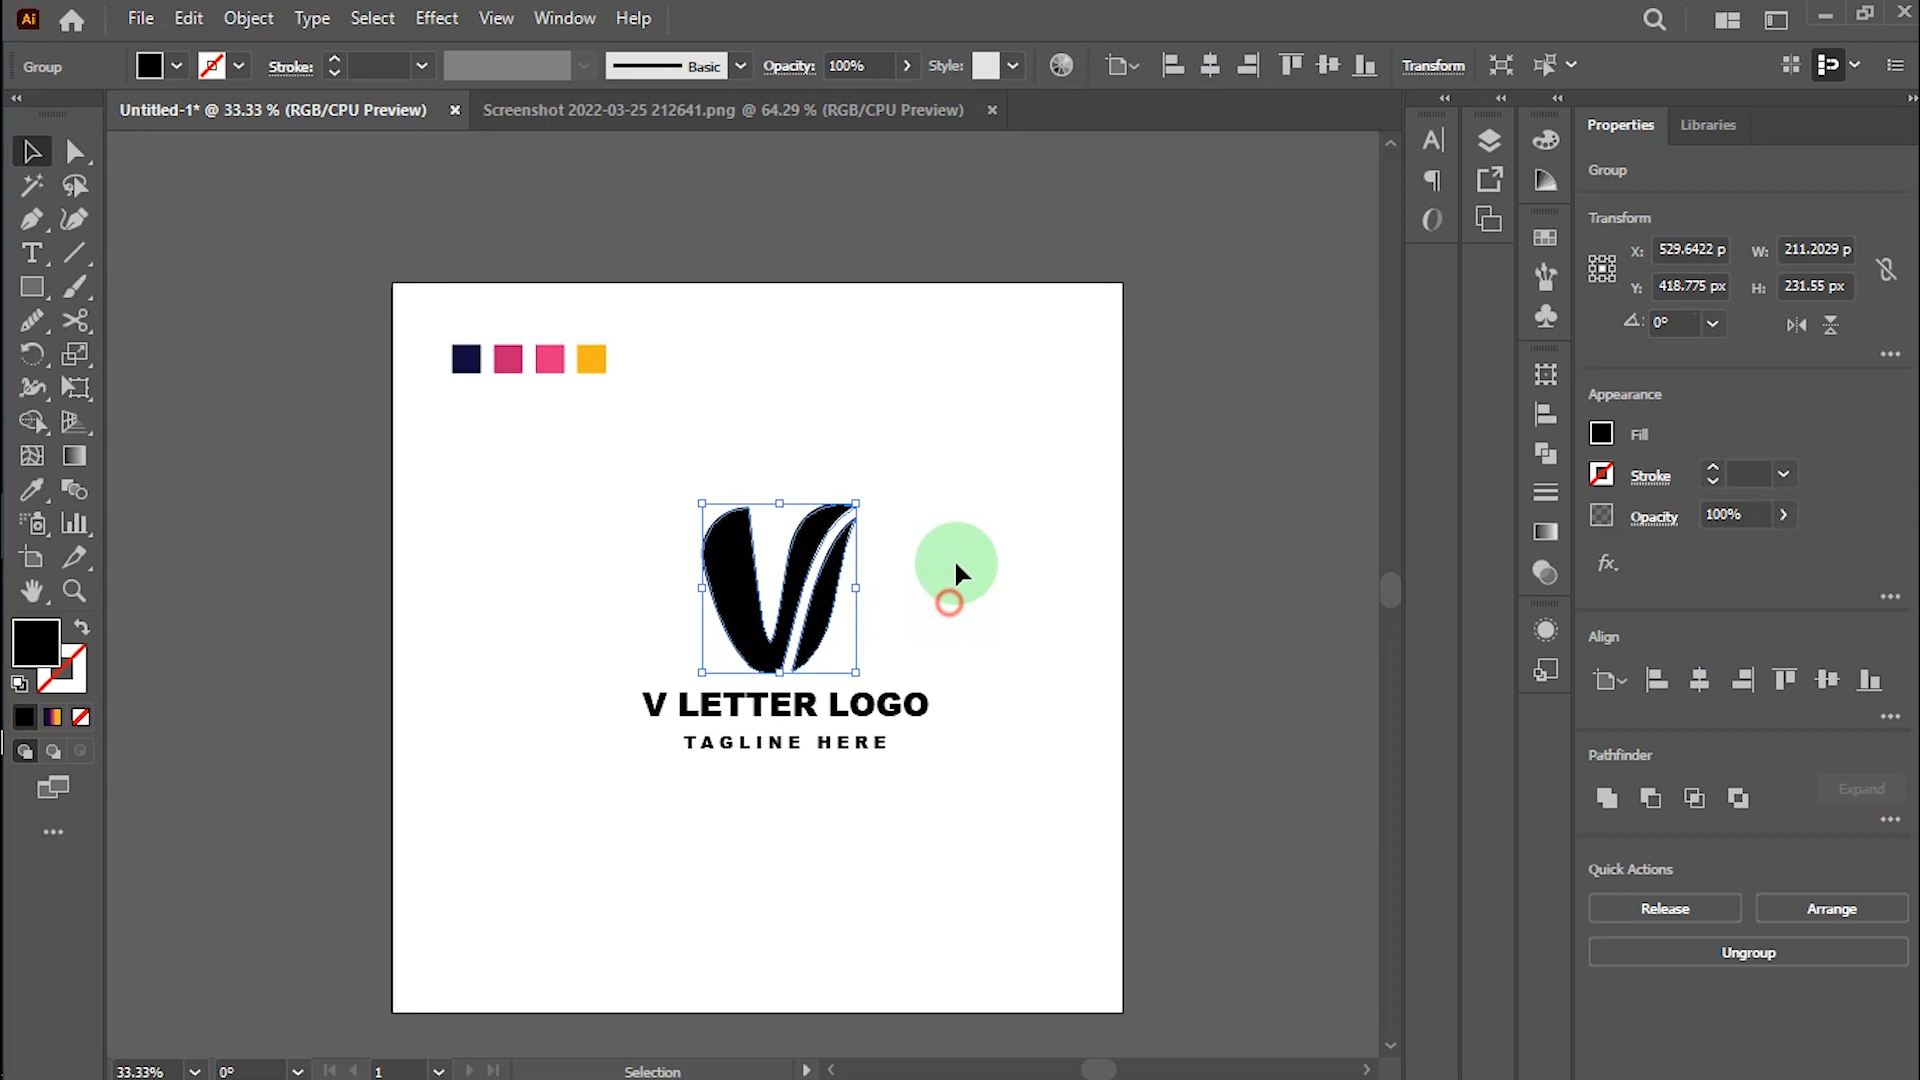 Ai File Edit Object Type Select Effect View Window Help
Group Stroke: Basic Opacity: 100% Style: Transform
Untitled-1* @ 33.33 % (RGB/CPU Preview) Screenshot 2022-03-25 212641.png @ 64.29 % (RGB/CPU Preview)
Properties Libraries
Group
Transform
X: 529.6422 p W: 211.2029 p
Y: 418.775 px H: 231.55 px
0°
Appearance
Fill
Stroke
Opacity 100%
fx.
Align
Pathfinder
Expand
Quick Actions
Release Arrange
Ungroup
V LETTER LOGO
TAGLINE HERE
33.33% 0° 1 Selection